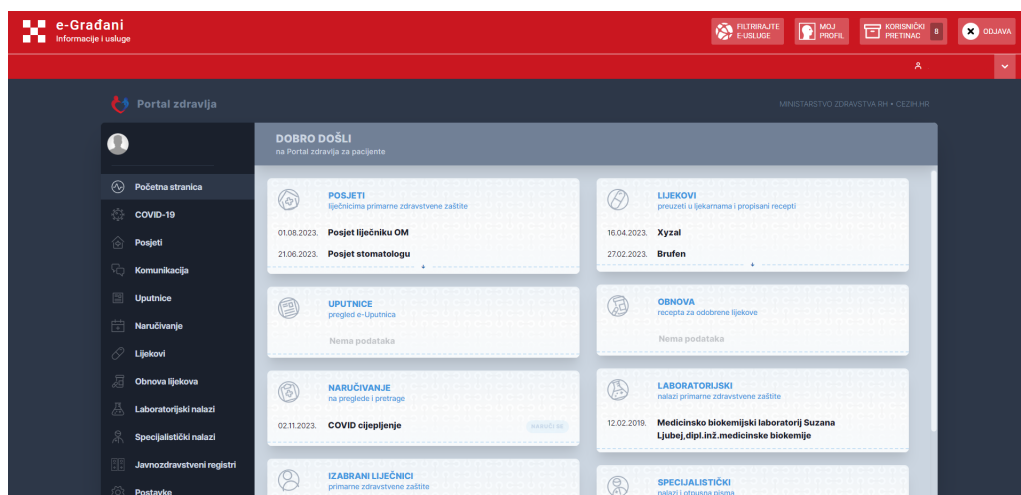 e-Građani
Informacije i usluge
FILTRIRAJTE
E-USLUGE
MOJ
PROFIL
KORISNIČKI
PRETINAC
8
ODJAVA
Portal zdravlja
MINISTARSTVO ZDRAVSTVA RH • CEZIH.HR
DOBRO DOŠLI
na Portal zdravlja za pacijente
Početna stranica
COVID-19
Posjeti
Komunikacija
Uputnice
Naručivanje
Lijekovi
Obnova lijekova
Laboratorijski nalazi
Specijalistički nalazi
Javnozdravstveni registri
Postavke
POSJETI
liječnicima primarne zdravstvene zaštite
01.08.2023. Posjet liječniku OM
21.06.2023. Posjet stomatologu
UPUTNICE
pregled e-Uputnica
Nema podataka
NARUČIVANJE
na preglede i pretrage
02.11.2023. COVID cijepljenje
NARUČI SE
IZABRANI LIJEČNICI
primarne zdravstvene zaštite
LIJEKOVI
preuzeti u ljekarnama i propisani recepti
16.04.2023. Xyzal
27.02.2023. Brufen
OBNOVA
recepta za odobrene lijekove
Nema podataka
LABORATORIJSKI
nalazi primarne zdravstvene zaštite
12.02.2019. Medicinsko biokemijski laboratorij Suzana
Ljubej,dipl.inž.medicinske biokemije
SPECIJALISTIČKI
nalazi i otpusna pisma